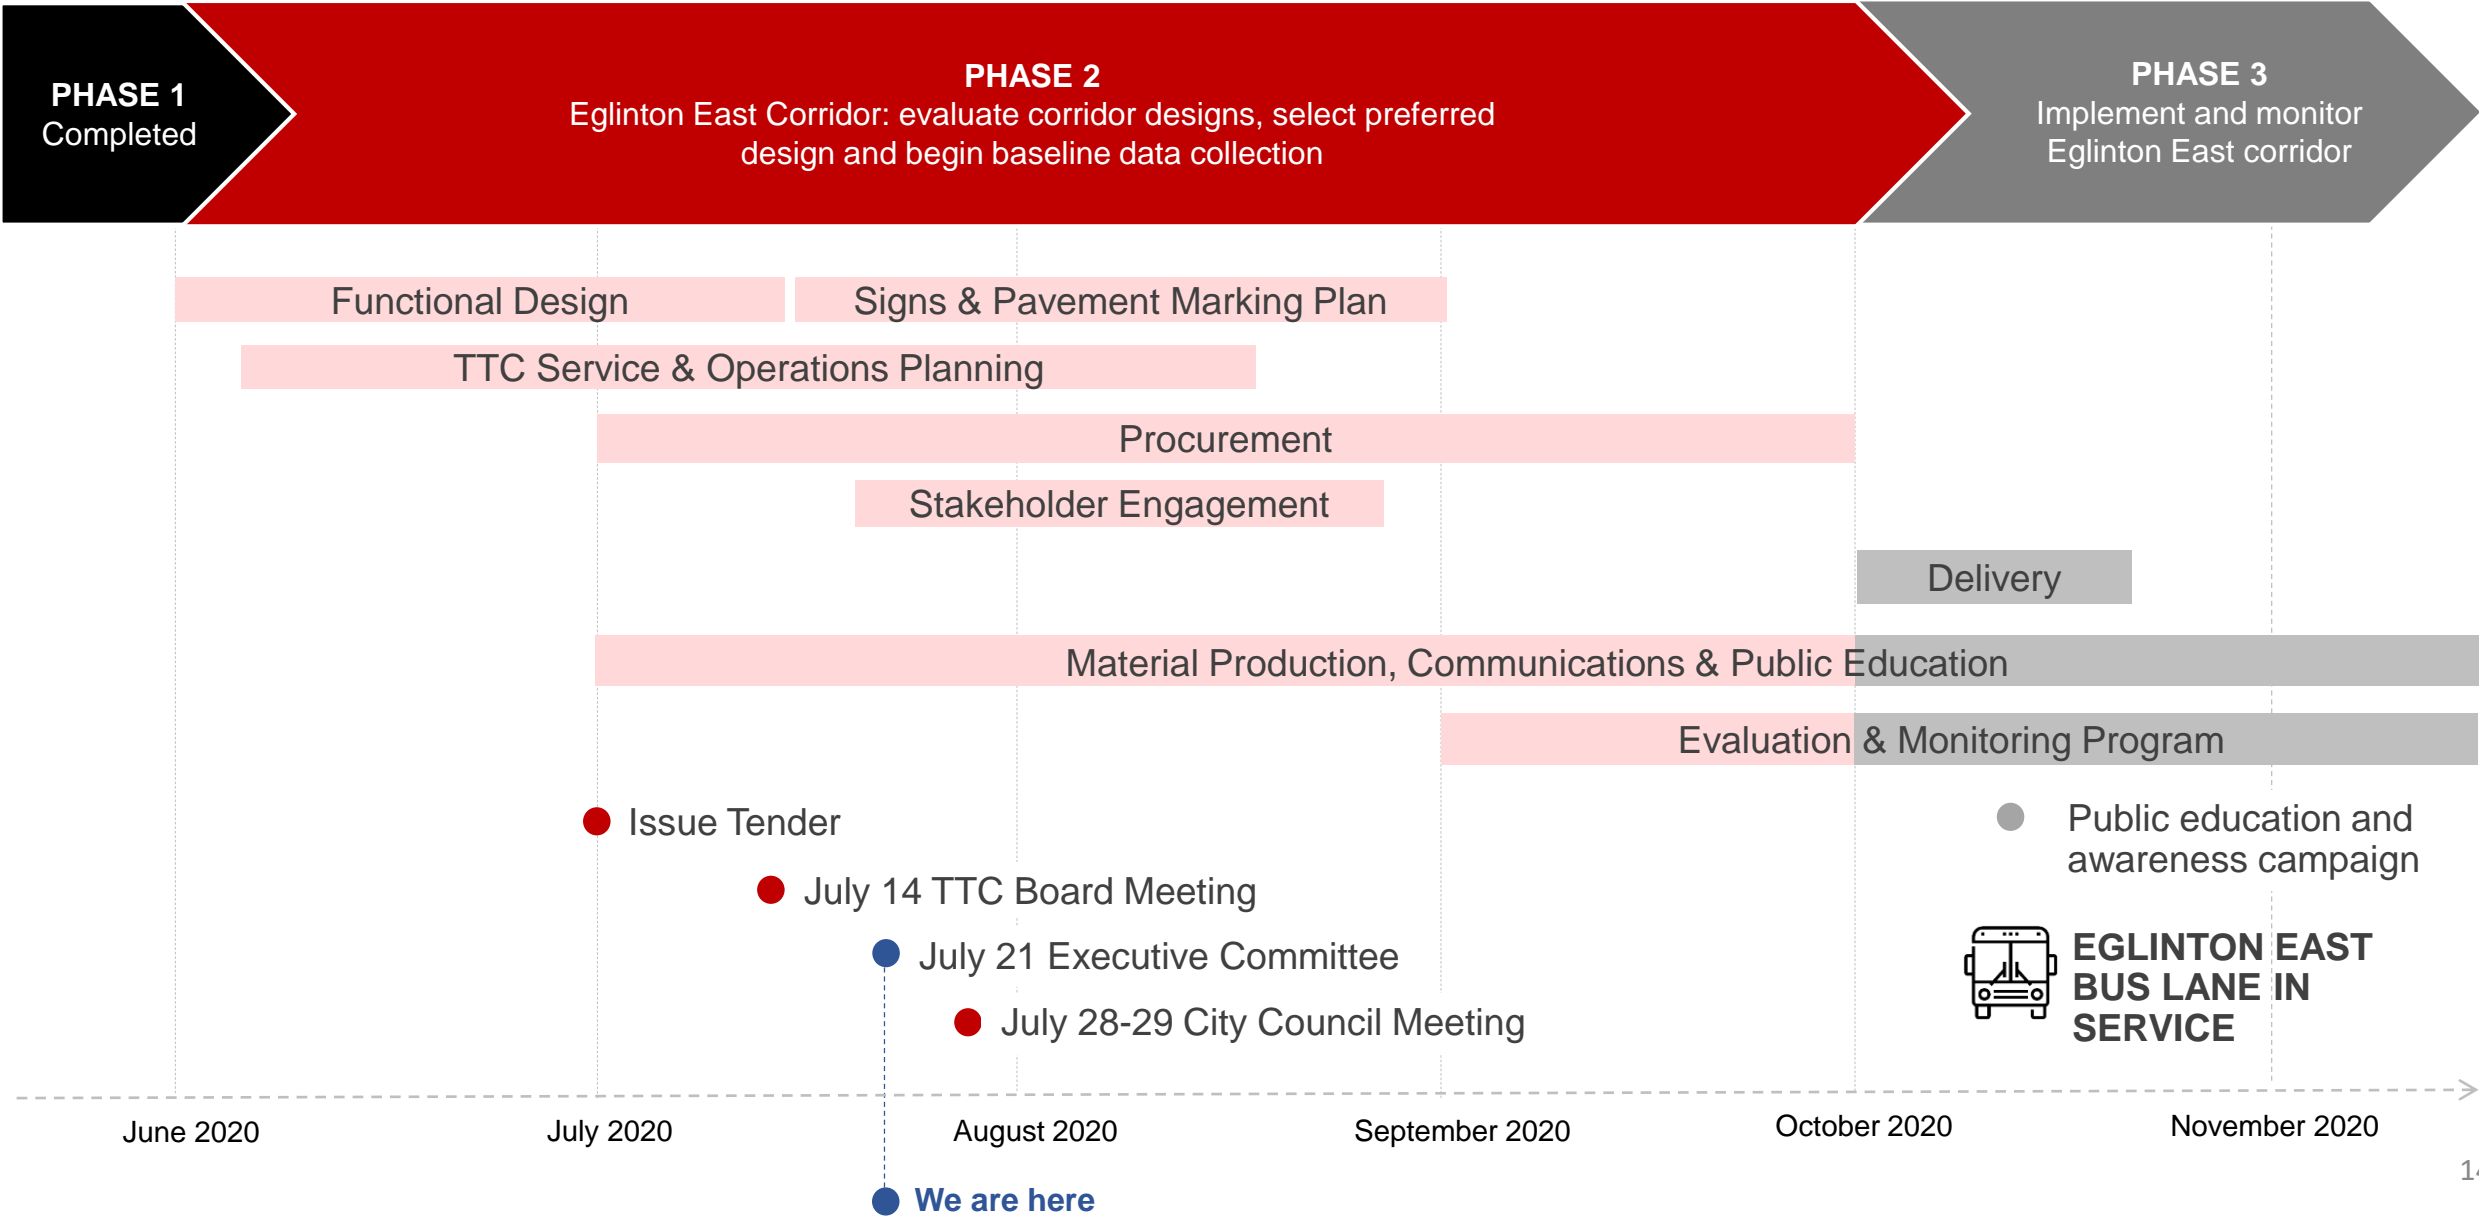 PHASE 1
Completed
PHASE 2
Eglinton East Corridor: evaluate corridor designs, select preferred
design and begin baseline data collection
PHASE 3
Implement and monitor
Eglinton East corridor
Functional Design
Signs & Pavement Marking Plan
TTC Service & Operations Planning
Procurement
Stakeholder Engagement
Delivery
Material Production, Communications & Public Education
Evaluation & Monitoring Program
Issue Tender
Public education and
awareness campaign
July 14 TTC Board Meeting
July 21 Executive Committee
EGLINTON EAST
BUS LANE IN
SERVICE
July 28-29 City Council Meeting
June 2020
July 2020
August 2020
September 2020
October 2020
November 2020
We are here
14